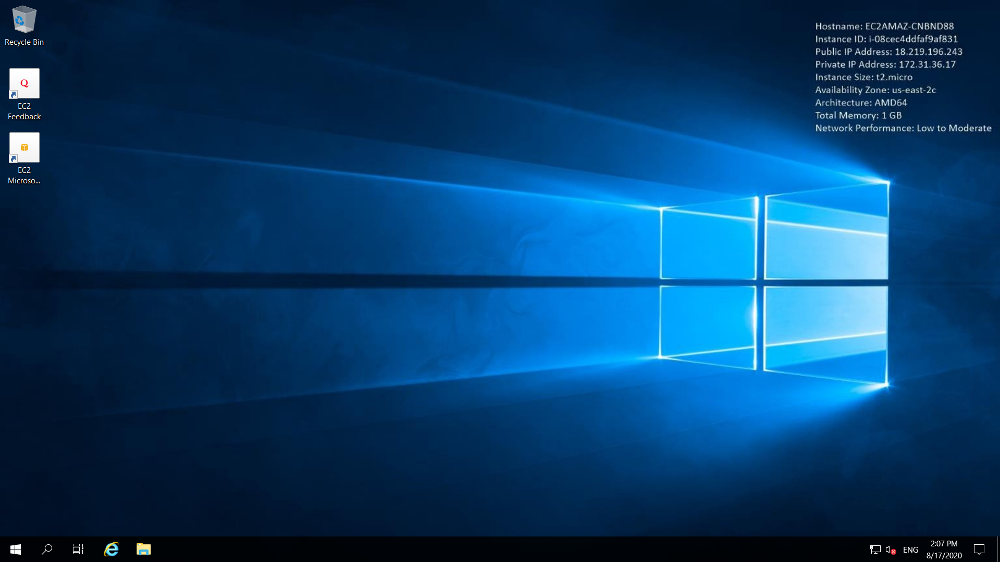 Recycle Bin
Q
EC2
Feedback
EC2
Microso...
Hostname: EC2AMAZ-CNBND88
Instance ID: i-08cec4ddfaf9af831
Public IP Address: 18.219.196.243
Private IP Address: 172.31.36.17
Instance Size: t2.micro
Availability Zone: us-east-2c
Architecture: AMD64
Total Memory: 1 GB
Network Performance: Low to Moderate
ENG
2:07 PM
8/17/2020